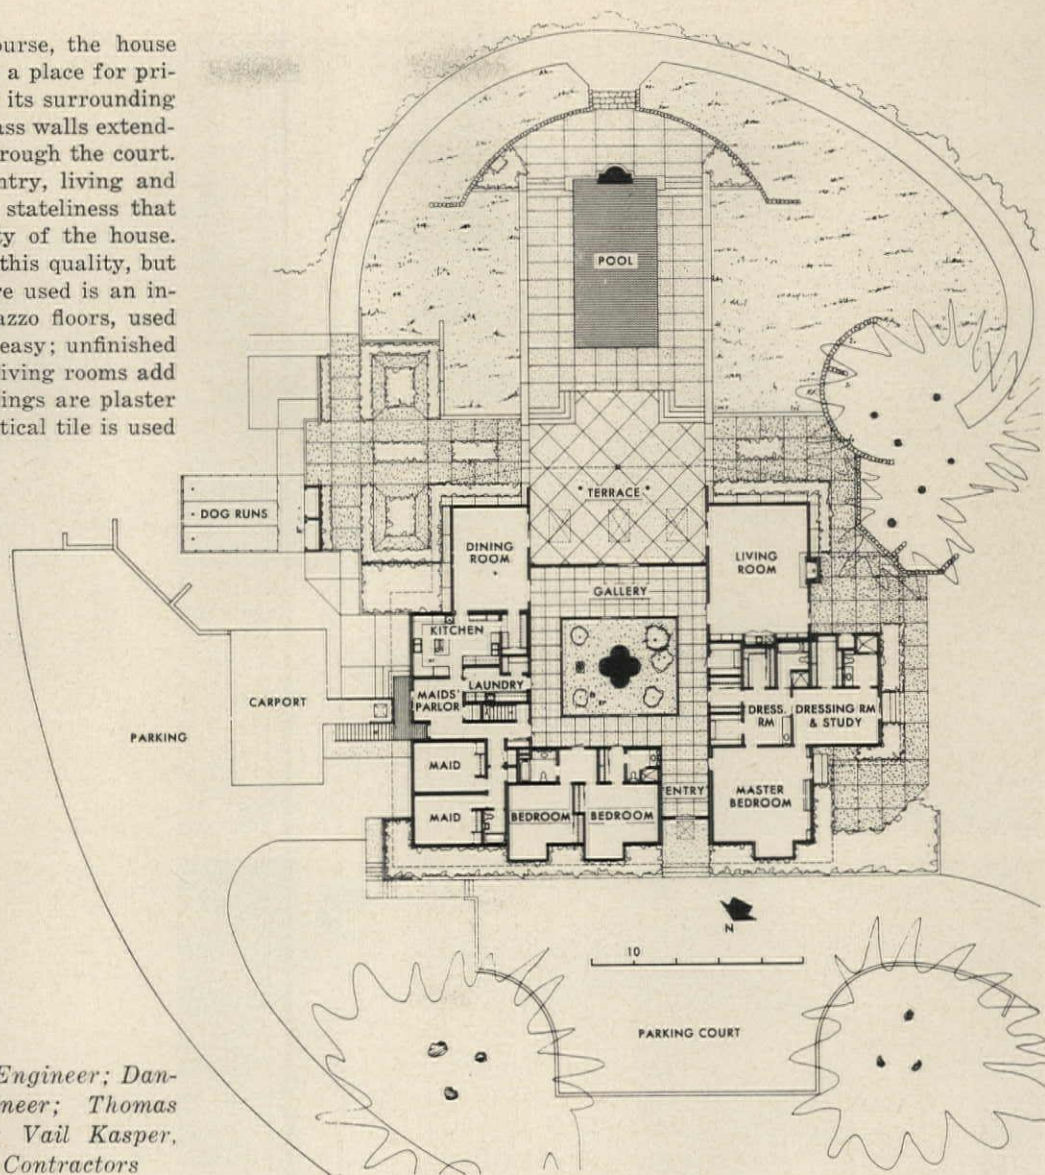 ourse, the house
a place for pri-
its surrounding
ass walls extend-
rough the court.
ntry, living and
stateliness that
ty of the house.
this quality, but
re used is an in-
azzo floors, used
easy; unfinished
iving rooms add
ings are plaster
tical tile is used
POOL
TERRACE
DOG RUNS
DINING
ROOM
LIVING
ROOM
GALLERY
KITCHEN
LAUNDRY
MAIDS'
PARLOR
CARPORT
DRESS.
RM
DRESSING RM
& STUDY
PARKING
MAID
MAID
BEDROOM
BEDROOM
ENTRY
MASTER
BEDROOM
N
10
PARKING COURT
Engineer; Dan-
neer; Thomas
Vail Kasper,
Contractors